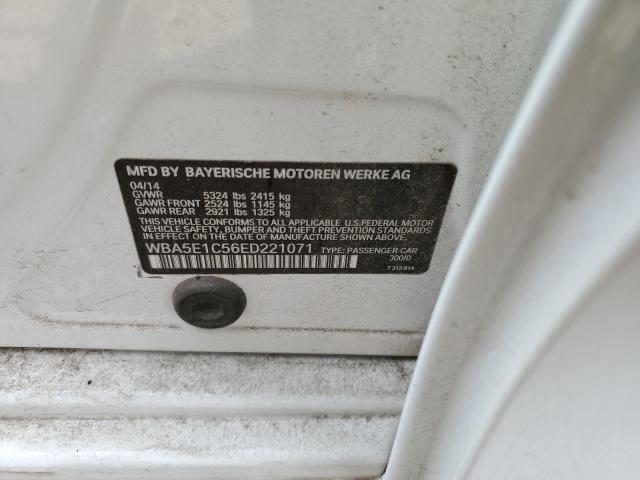 MFD BY BAYERISCHE MOTOREN WERKE AG
04/14
GVWR 5324 lbs 2415 kg
GAWR FRONT 2524 lbs 1145 kg
GAWR REAR 2921 lbs 1325 kg
THIS VEHICLE CONFORMS TO ALL APPLICABLE U.S.FEDERAL MOTOR
VEHICLE SAFETY, BUMPER, AND THEFT PREVENTION STANDARDS
IN EFFECT ON THE DATE OF MANUFACTURE SHOWN ABOVE.
WBA5E1C56ED221071 TYPE: PASSENGER CAR
300/0
7 315 814